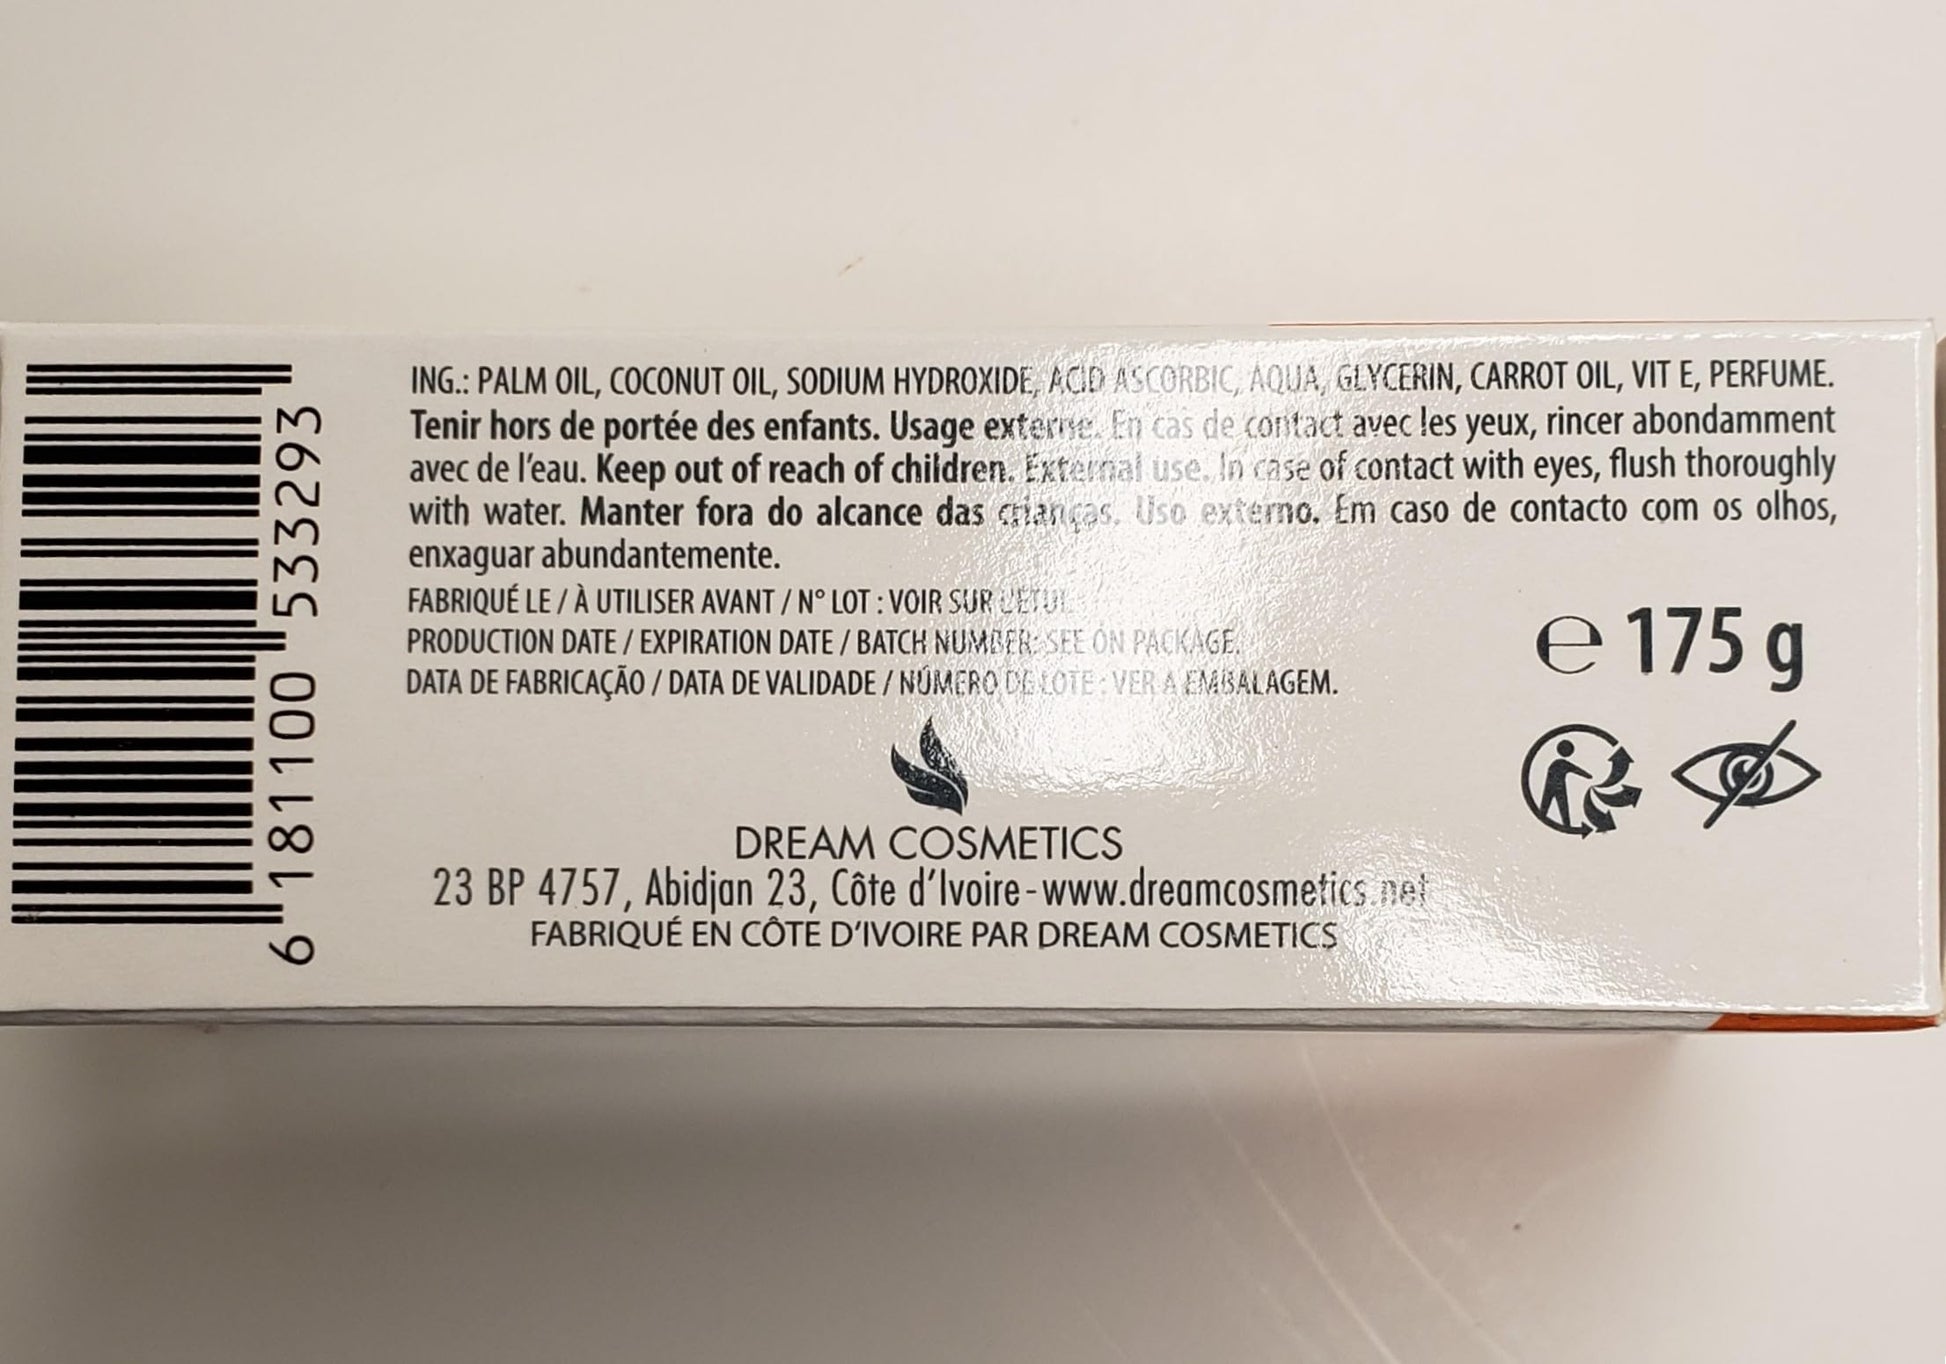 ING.: PALM OIL, COCONUT OIL, SODIUM HYDROXIDE, ACID ASCORBIC, AQUA, GLYCERIN, CARROT OIL, VIT E, PERFUME.
Tenir hors de portée des enfants. Usage externe. En cas de contact avec les yeux, rincer abondamment
avec de l'eau. Keep out of reach of children. External use. In case of contact with eyes, flush thoroughly
with water. Manter fora do alcance das crianças. Uso externo. Em caso de contacto com os olhos,
enxaguar abundantemente.
FABRIQUÉ LE / À UTILISER AVANT / N° LOT : VOIR SUR L'ÉTUI
PRODUCTION DATE / EXPIRATION DATE / BATCH NUMBER: SEE ON PACKAGE.
DATA DE FABRICAÇÃO / DATA DE VALIDADE / NÚMERO DE LOTE : VER A EMBALAGEM.
e 175 g
DREAM COSMETICS
23 BP 4757, Abidjan 23, Côte d'Ivoire - www.dreamcosmetics.net
FABRIQUÉ EN CÔTE D'IVOIRE PAR DREAM COSMETICS
6 181100 533293